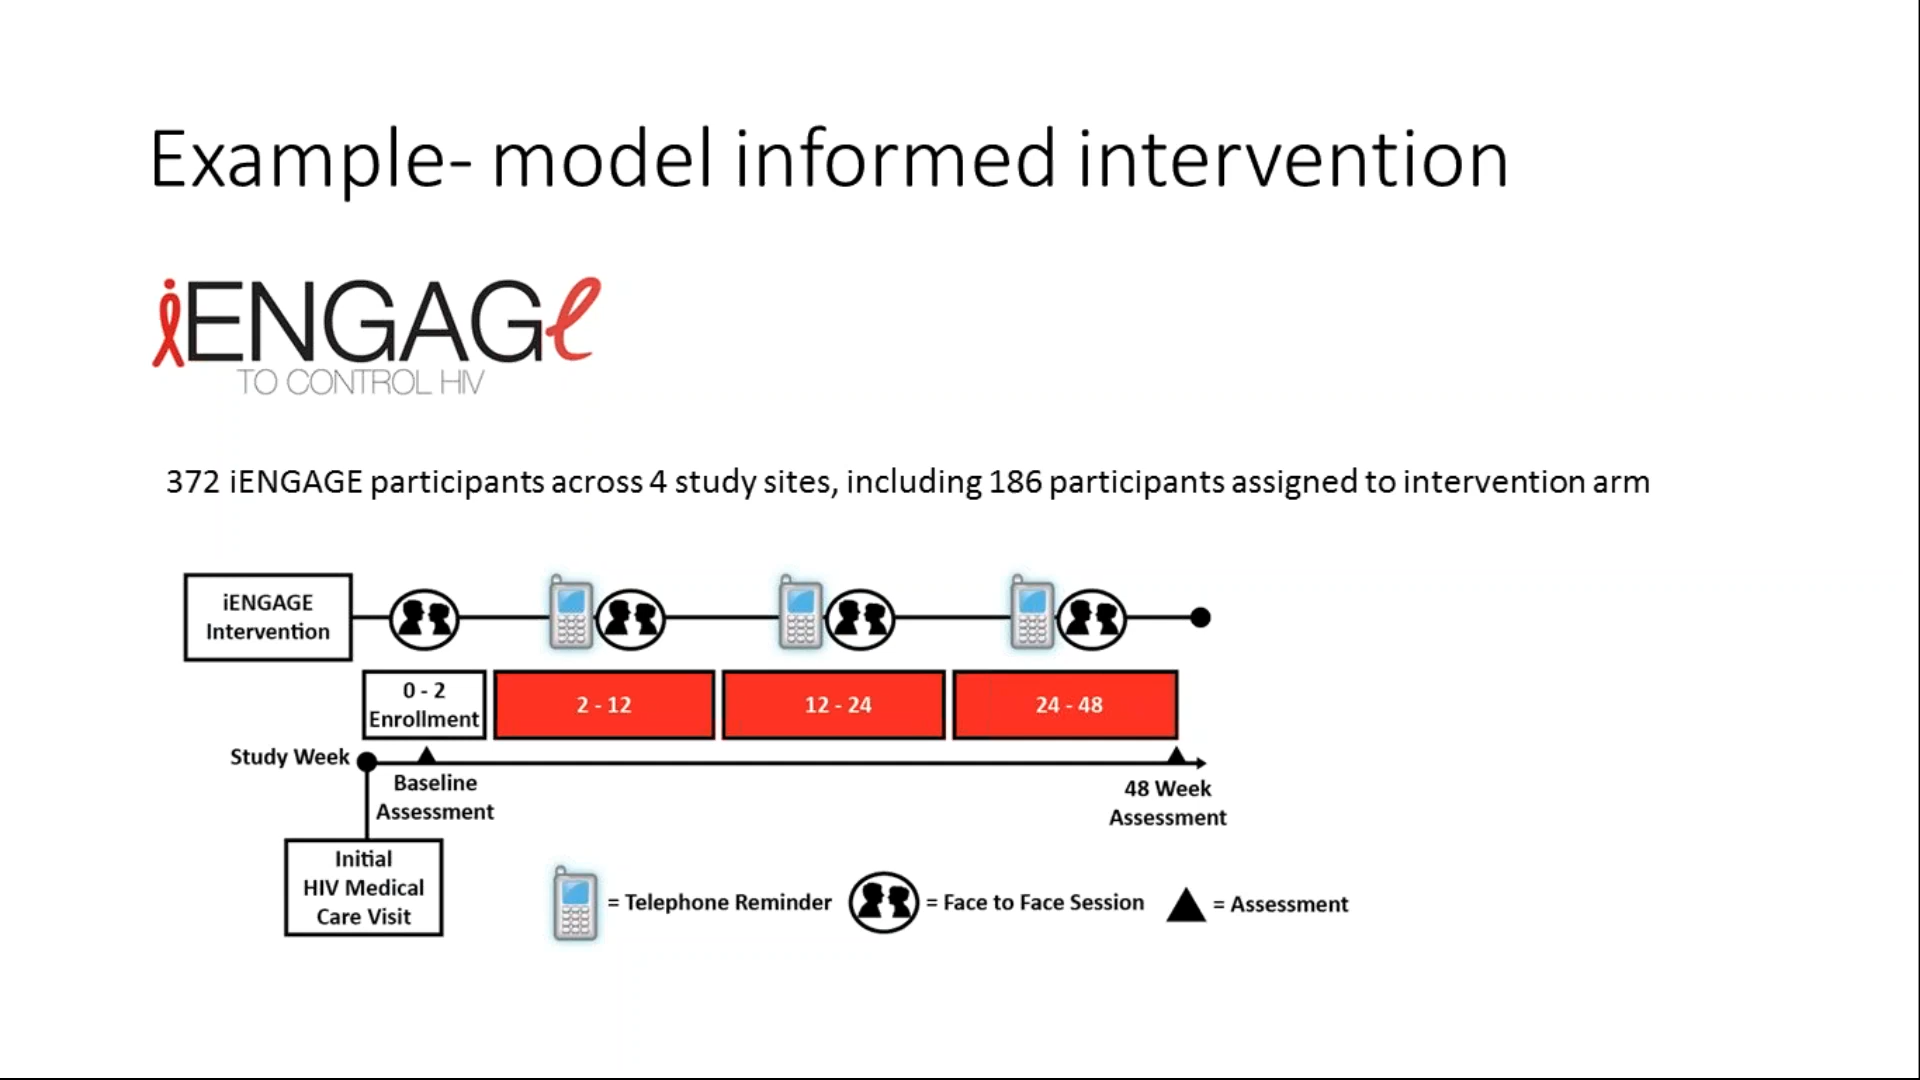 Example- model informed intervention
iENGAGe
TO CONTROL HIV
372 iENGAGE participants across 4 study sites, including 186 participants assigned to intervention arm
iENGAGE
Intervention
0 - 2
Enrollment
2 - 12
12 - 24
24 - 48
Study Week
Baseline
Assessment
48 Week
Assessment
Initial
HIV Medical
Care Visit
= Telephone Reminder
= Face to Face Session
= Assessment